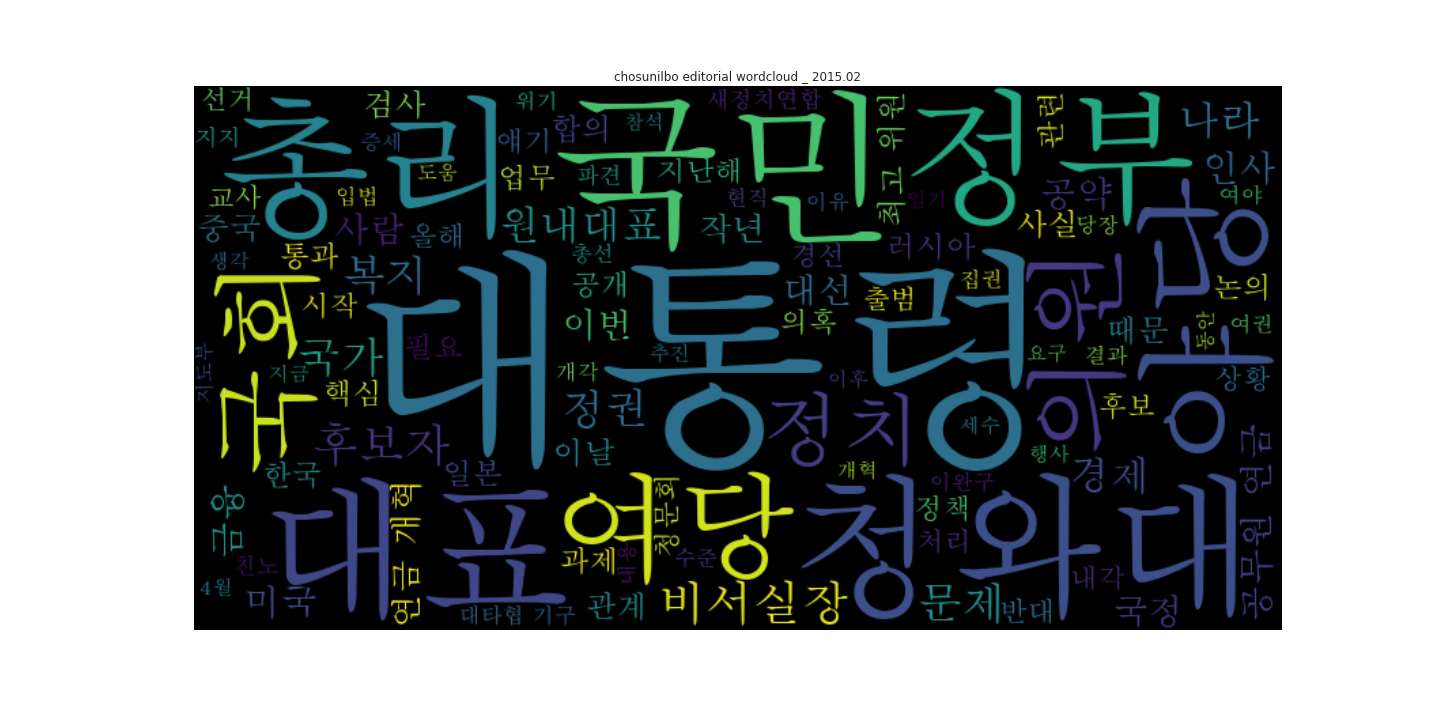 chosunilbo editorial wordcloud _ 2015.02
선거
검사
위기
새정치연합
지지
총리
증세
얘기
합의
참석
국민
최고 위원
정부
관련
나라
도움
업무
파견
지난해
인사
교사
입법
현직
이유
임기
공약
여야
중국
사람
올해
원내대표
작년
러시아
사실
당장
야당
생각
통과
복지
총선
경선
집권
국회
시작
대통령
공개
대선
출범
의원
논의
국가
필요
이번
의혹
때문
동안
여권
지도부
지금
추진
요구
결과
핵심
개각
이후
상황
정권
정치
세수
후보
후보자
이날
행사
한국
일본
개혁
이완구
경제
공무원 연금
금융
대표
연금 개혁
여당
청문회
청와대
정책
친노
과제
내용
수준
처리
내각
4월
미국
대타협 기구
관계
비서실장
문제
반대
국정